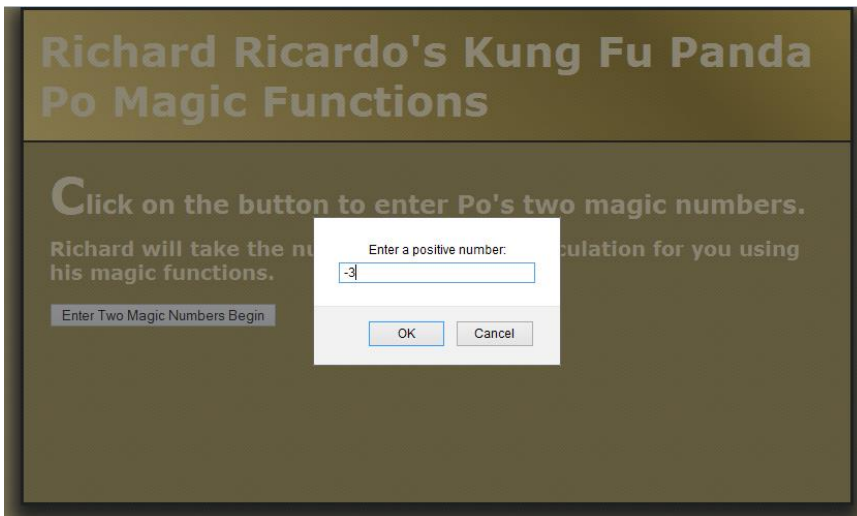 Richard Ricardo's Kung Fu Panda
Po Magic Functions
Click on the button to enter Po's two magic numbers.
Richard will take the nu
culation for you using
his magic functions.
Enter Two Magic Numbers Begin
Enter a positive number:
-3
OK
Cancel